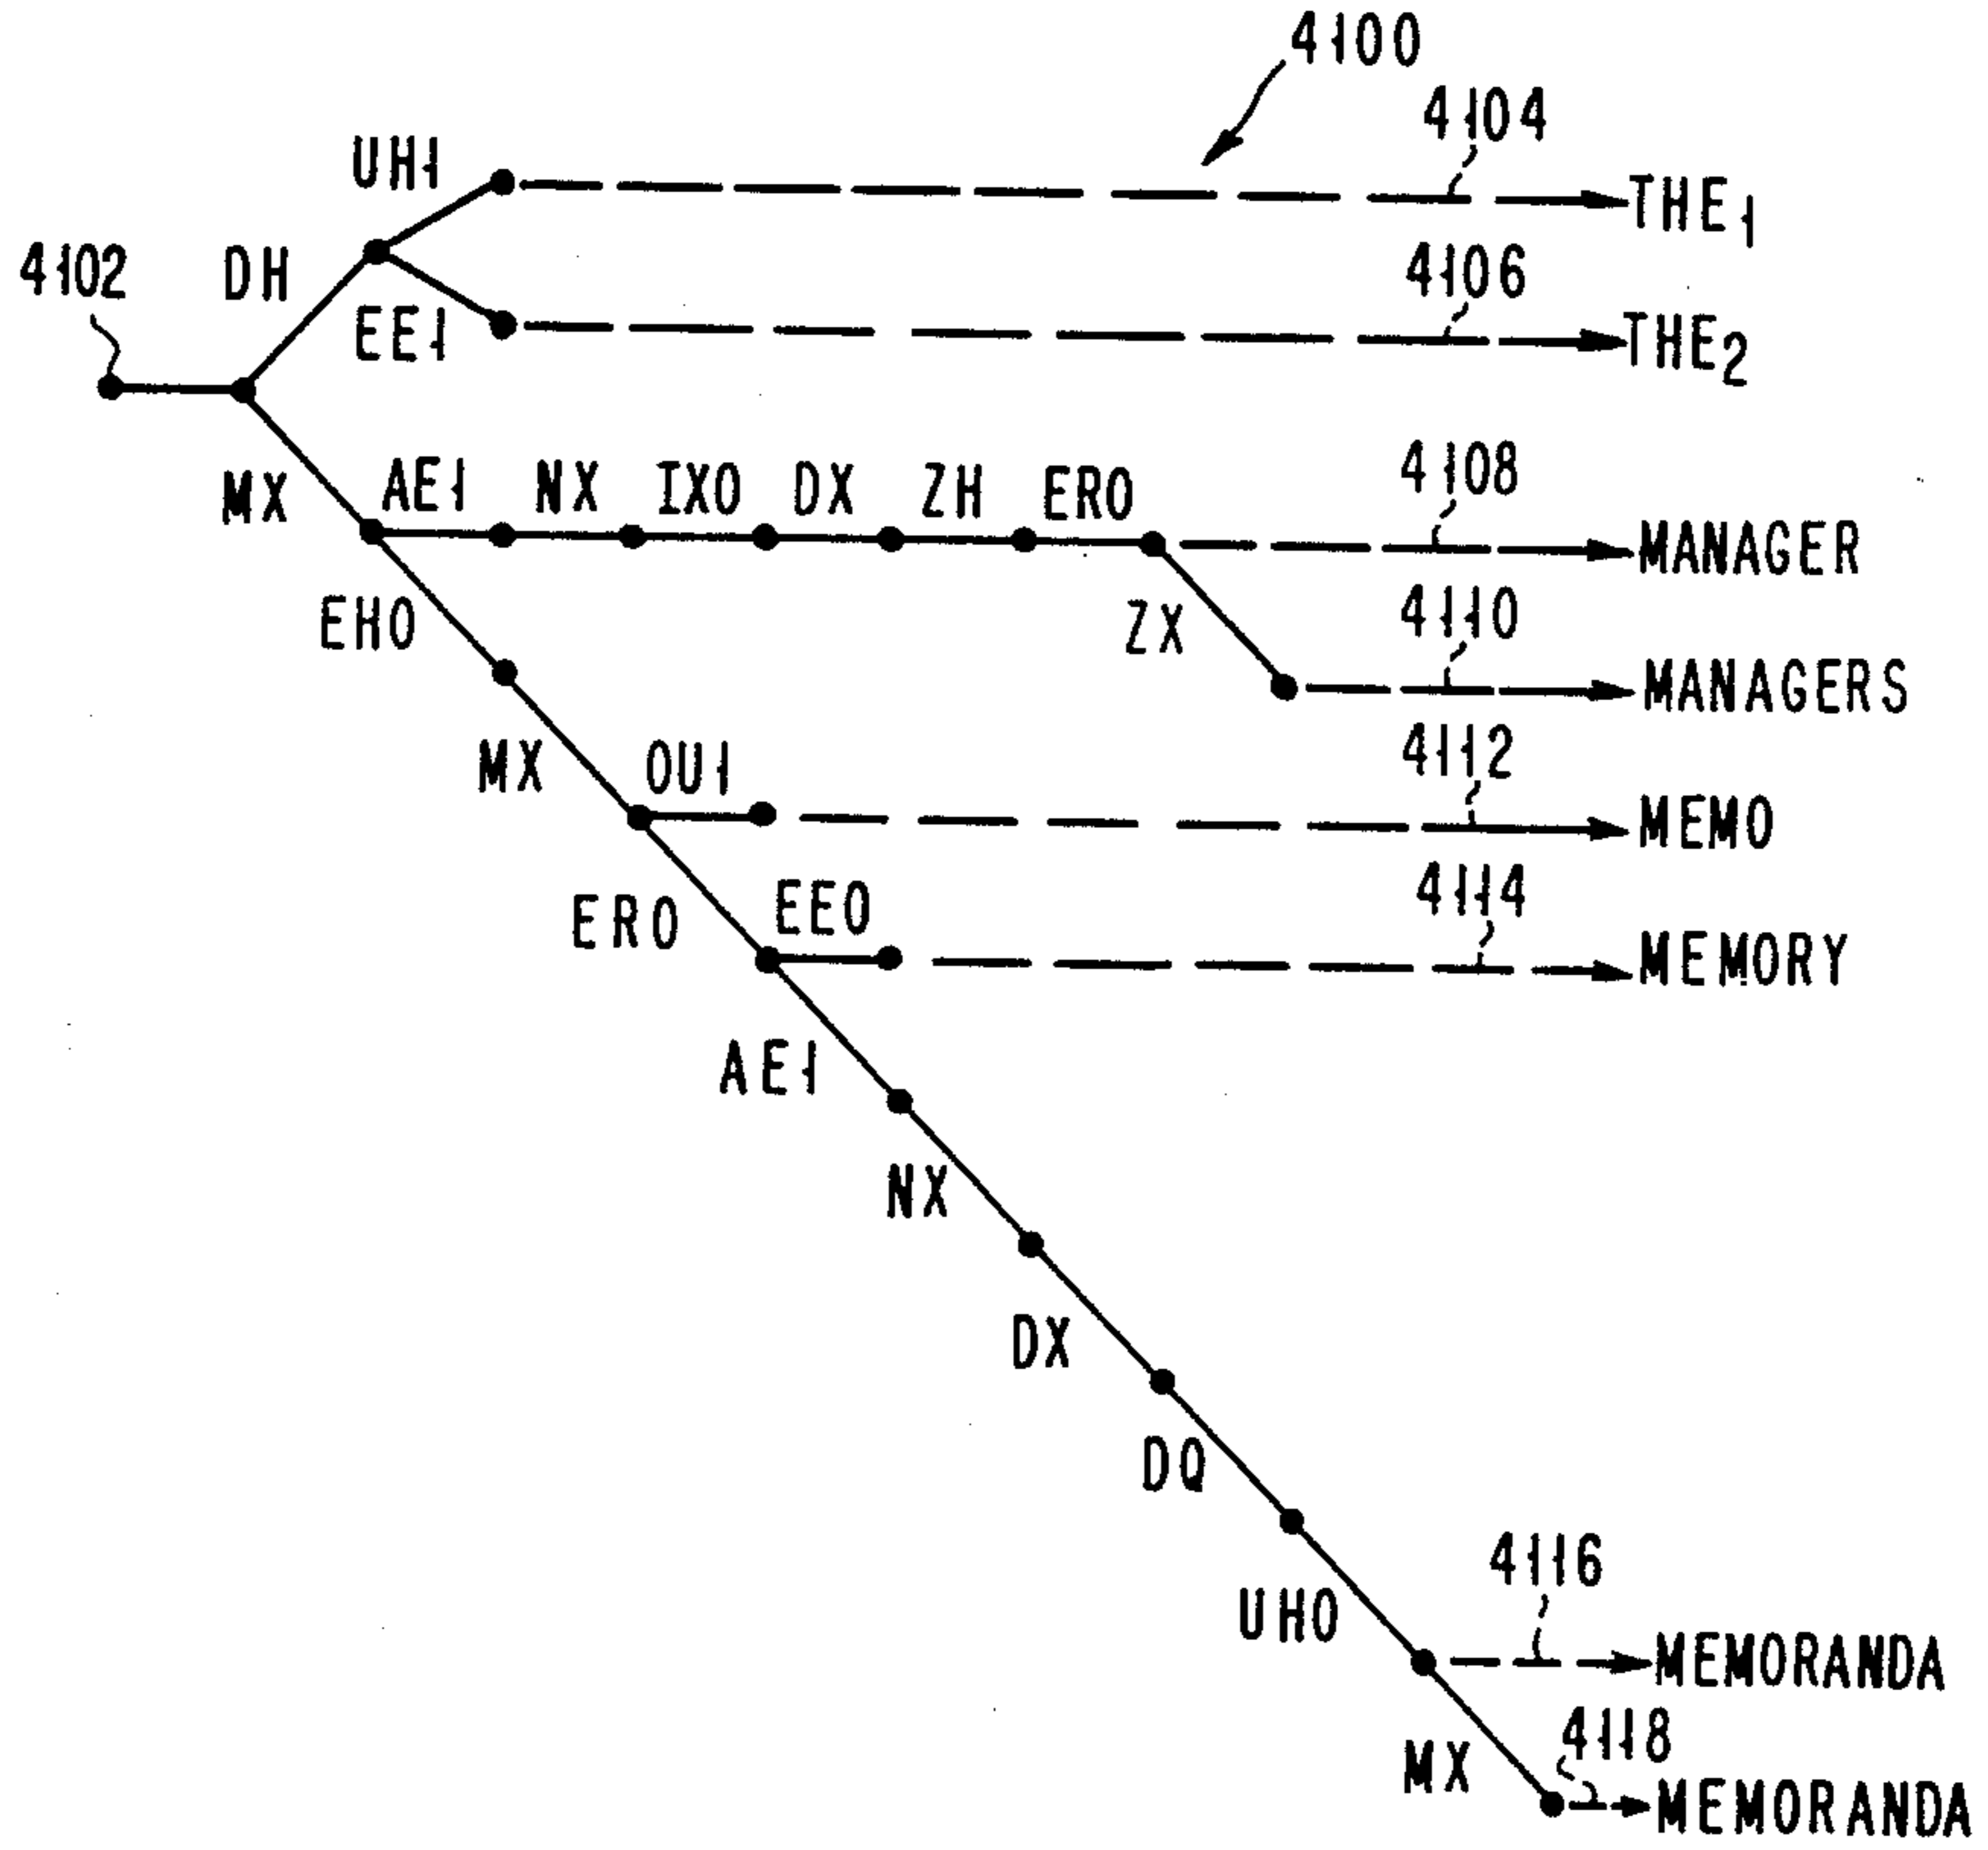 4100
4104
UH1
THE1
4102
DH
4106
EE1
THE2
MX
AE1 NX IX0 DX ZH ER0
4108
MANAGER
EH0
ZX
4110
MANAGERS
MX
OU1
4112
MEMO
ER0
EE0
4114
MEMORY
AE1
NX
DX
DQ
UH0
4116
MEMORANDA
MX
4118
MEMORANDA